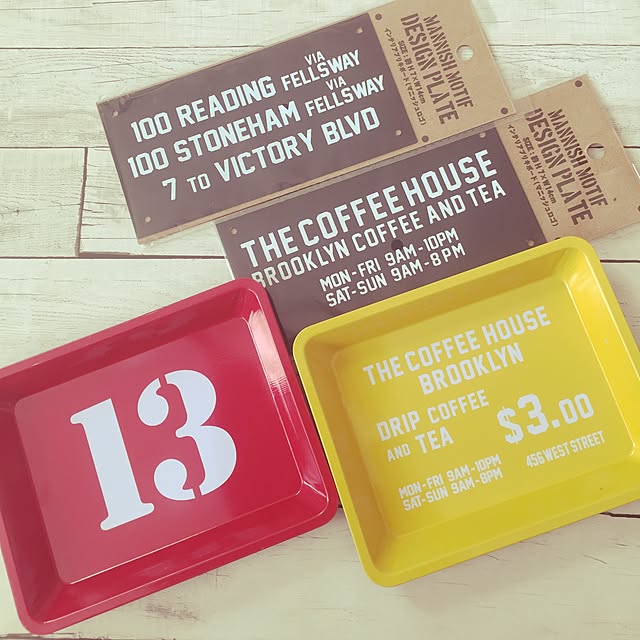 100 READING VIA FELLSWAY
100 STONEHAM VIA FELLSWAY
7 TO VICTORY BLVD
MANNISH MOTIF
DESIGN PLATE
THE COFFEE HOUSE
BROOKLYN COFFEE AND TEA
MON-FRI 9AM-10PM
SAT-SUN 9AM-8PM
MANNISH MOTIF
DESIGN PLATE
13
THE COFFEE HOUSE
BROOKLYN
DRIP COFFEE
AND TEA
$3.00
MON-FRI 9AM-10PM
SAT-SUN 9AM-8PM
456 WEST STREET